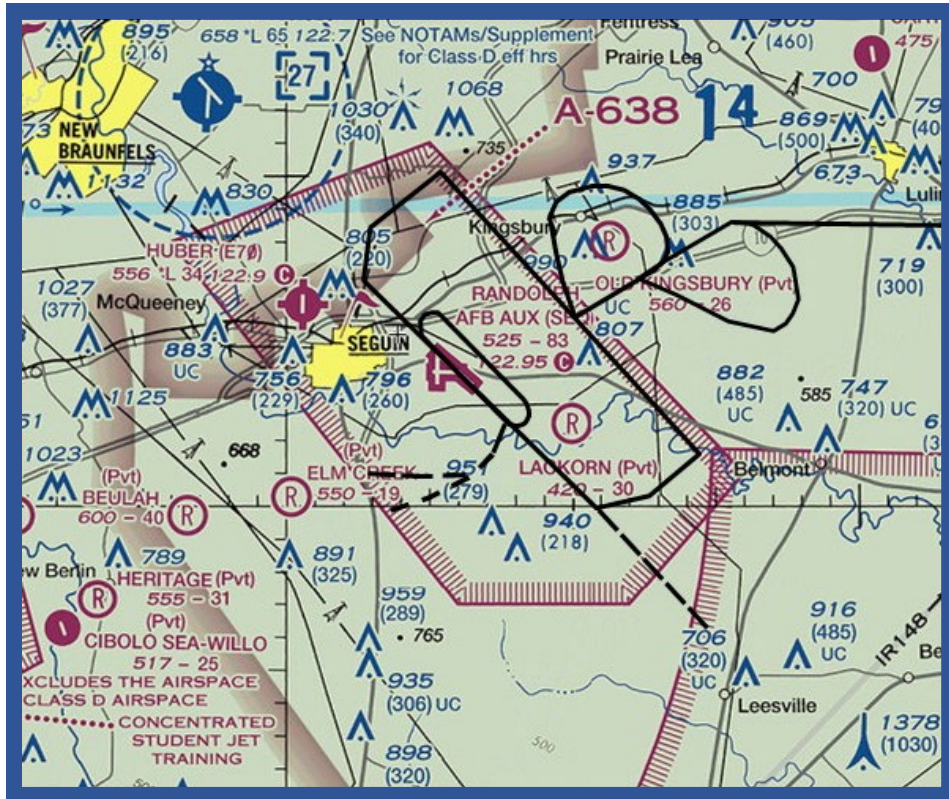 895
(216)
658 *L 65 122.7
See NOTAMs/Supplement
for Class D eff hrs
Fentress
Prairie Lea
905
(460)
475
27
1030
(340)
1068
A-638
14
700
869
(500)
673
NEW
BRAUNFELS
1132
830
735
937
885
(303)
Kingsbury
805
(220)
990
UC
10
719
(300)
HUBER (E70)
556 *L 34 122.9 C
1027
(377)
McQueeney
883
UC
RANDOLPH
AFB AUX (SEQ)
525 - 83
122.95 C
OLD KINGSBURY (Pvt)
560 - 26
R
807
SEGUIN
756
(229)
796
(260)
882
(485)
UC
585
747
(320) UC
1125
668
1023
(Pvt)
BEULAH
600 - 40
R
(Pvt)
ELM CREEK
550 - 19
R
951
(279)
R
LACKORN (Pvt)
420 - 30
Belmont
940
(218)
789
891
(325)
ew Berlin
HERITAGE (Pvt)
555 - 31
R
(Pvt)
CIBOLO SEA-WILLO
517 - 25
959
(289)
765
706
(320)
UC
916
(485)
UC
IR148
Be
XCLUDES THE AIRSPACE
CLASS D AIRSPACE
CONCENTRATED
STUDENT JET
TRAINING
935
(306) UC
898
(320)
500
Leesville
1378
(1030)